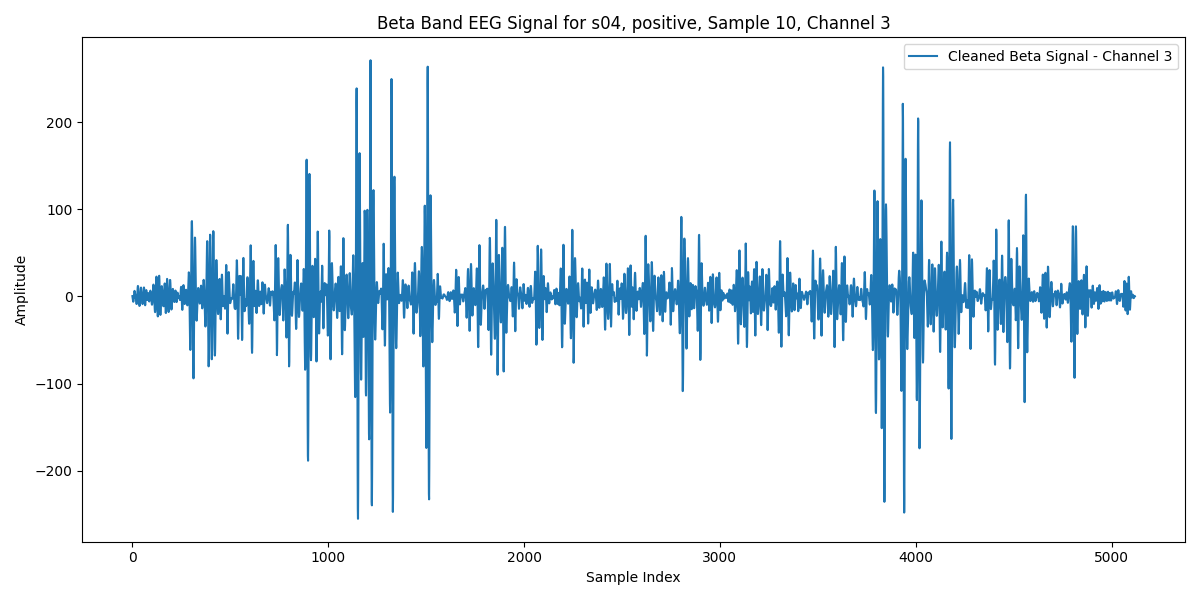 Beta Band EEG Signal for s04, positive, Sample 10, Channel 3
Cleaned Beta Signal - Channel 3
200
100
0
−100
−200
Amplitude
0 1000 2000 3000 4000 5000
Sample Index